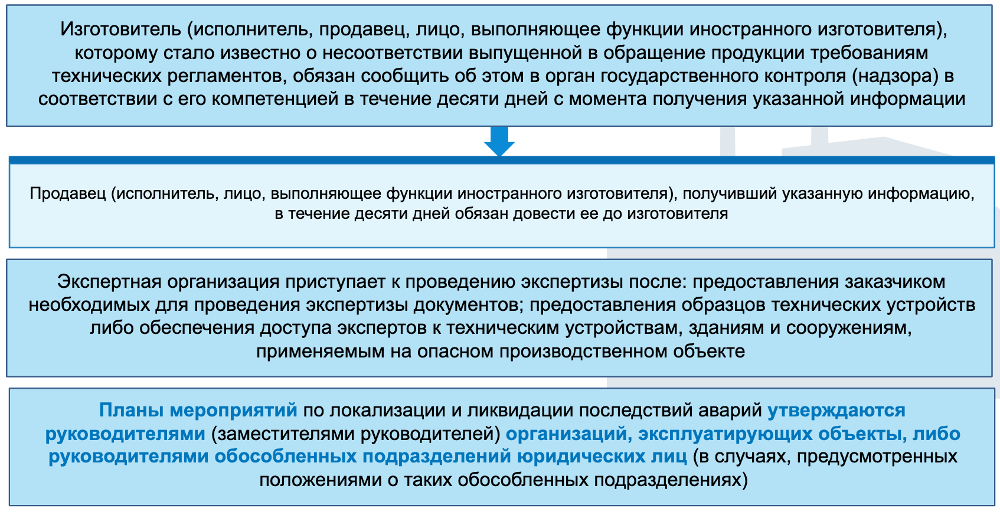 Изготовитель (исполнитель, продавец, лицо, выполняющее функции иностранного изготовителя),
которому стало известно о несоответствии выпущенной в обращение продукции требованиям
технических регламентов, обязан сообщить об этом в орган государственного контроля (надзора) в
соответствии с его компетенцией в течение десяти дней с момента получения указанной информации
Продавец (исполнитель, лицо, выполняющее функции иностранного изготовителя), получивший указанную информацию,
в течение десяти дней обязан довести ее до изготовителя
Экспертная организация приступает к проведению экспертизы после: предоставления заказчиком
необходимых для проведения экспертизы документов; предоставления образцов технических устройств
либо обеспечения доступа экспертов к техническим устройствам, зданиям и сооружениям,
применяемым на опасном производственном объекте
Планы мероприятий по локализации и ликвидации последствий аварий утверждаются
руководителями (заместителями руководителей) организаций, эксплуатирующих объекты, либо
руководителями обособленных подразделений юридических лиц (в случаях, предусмотренных
положениями о таких обособленных подразделениях)